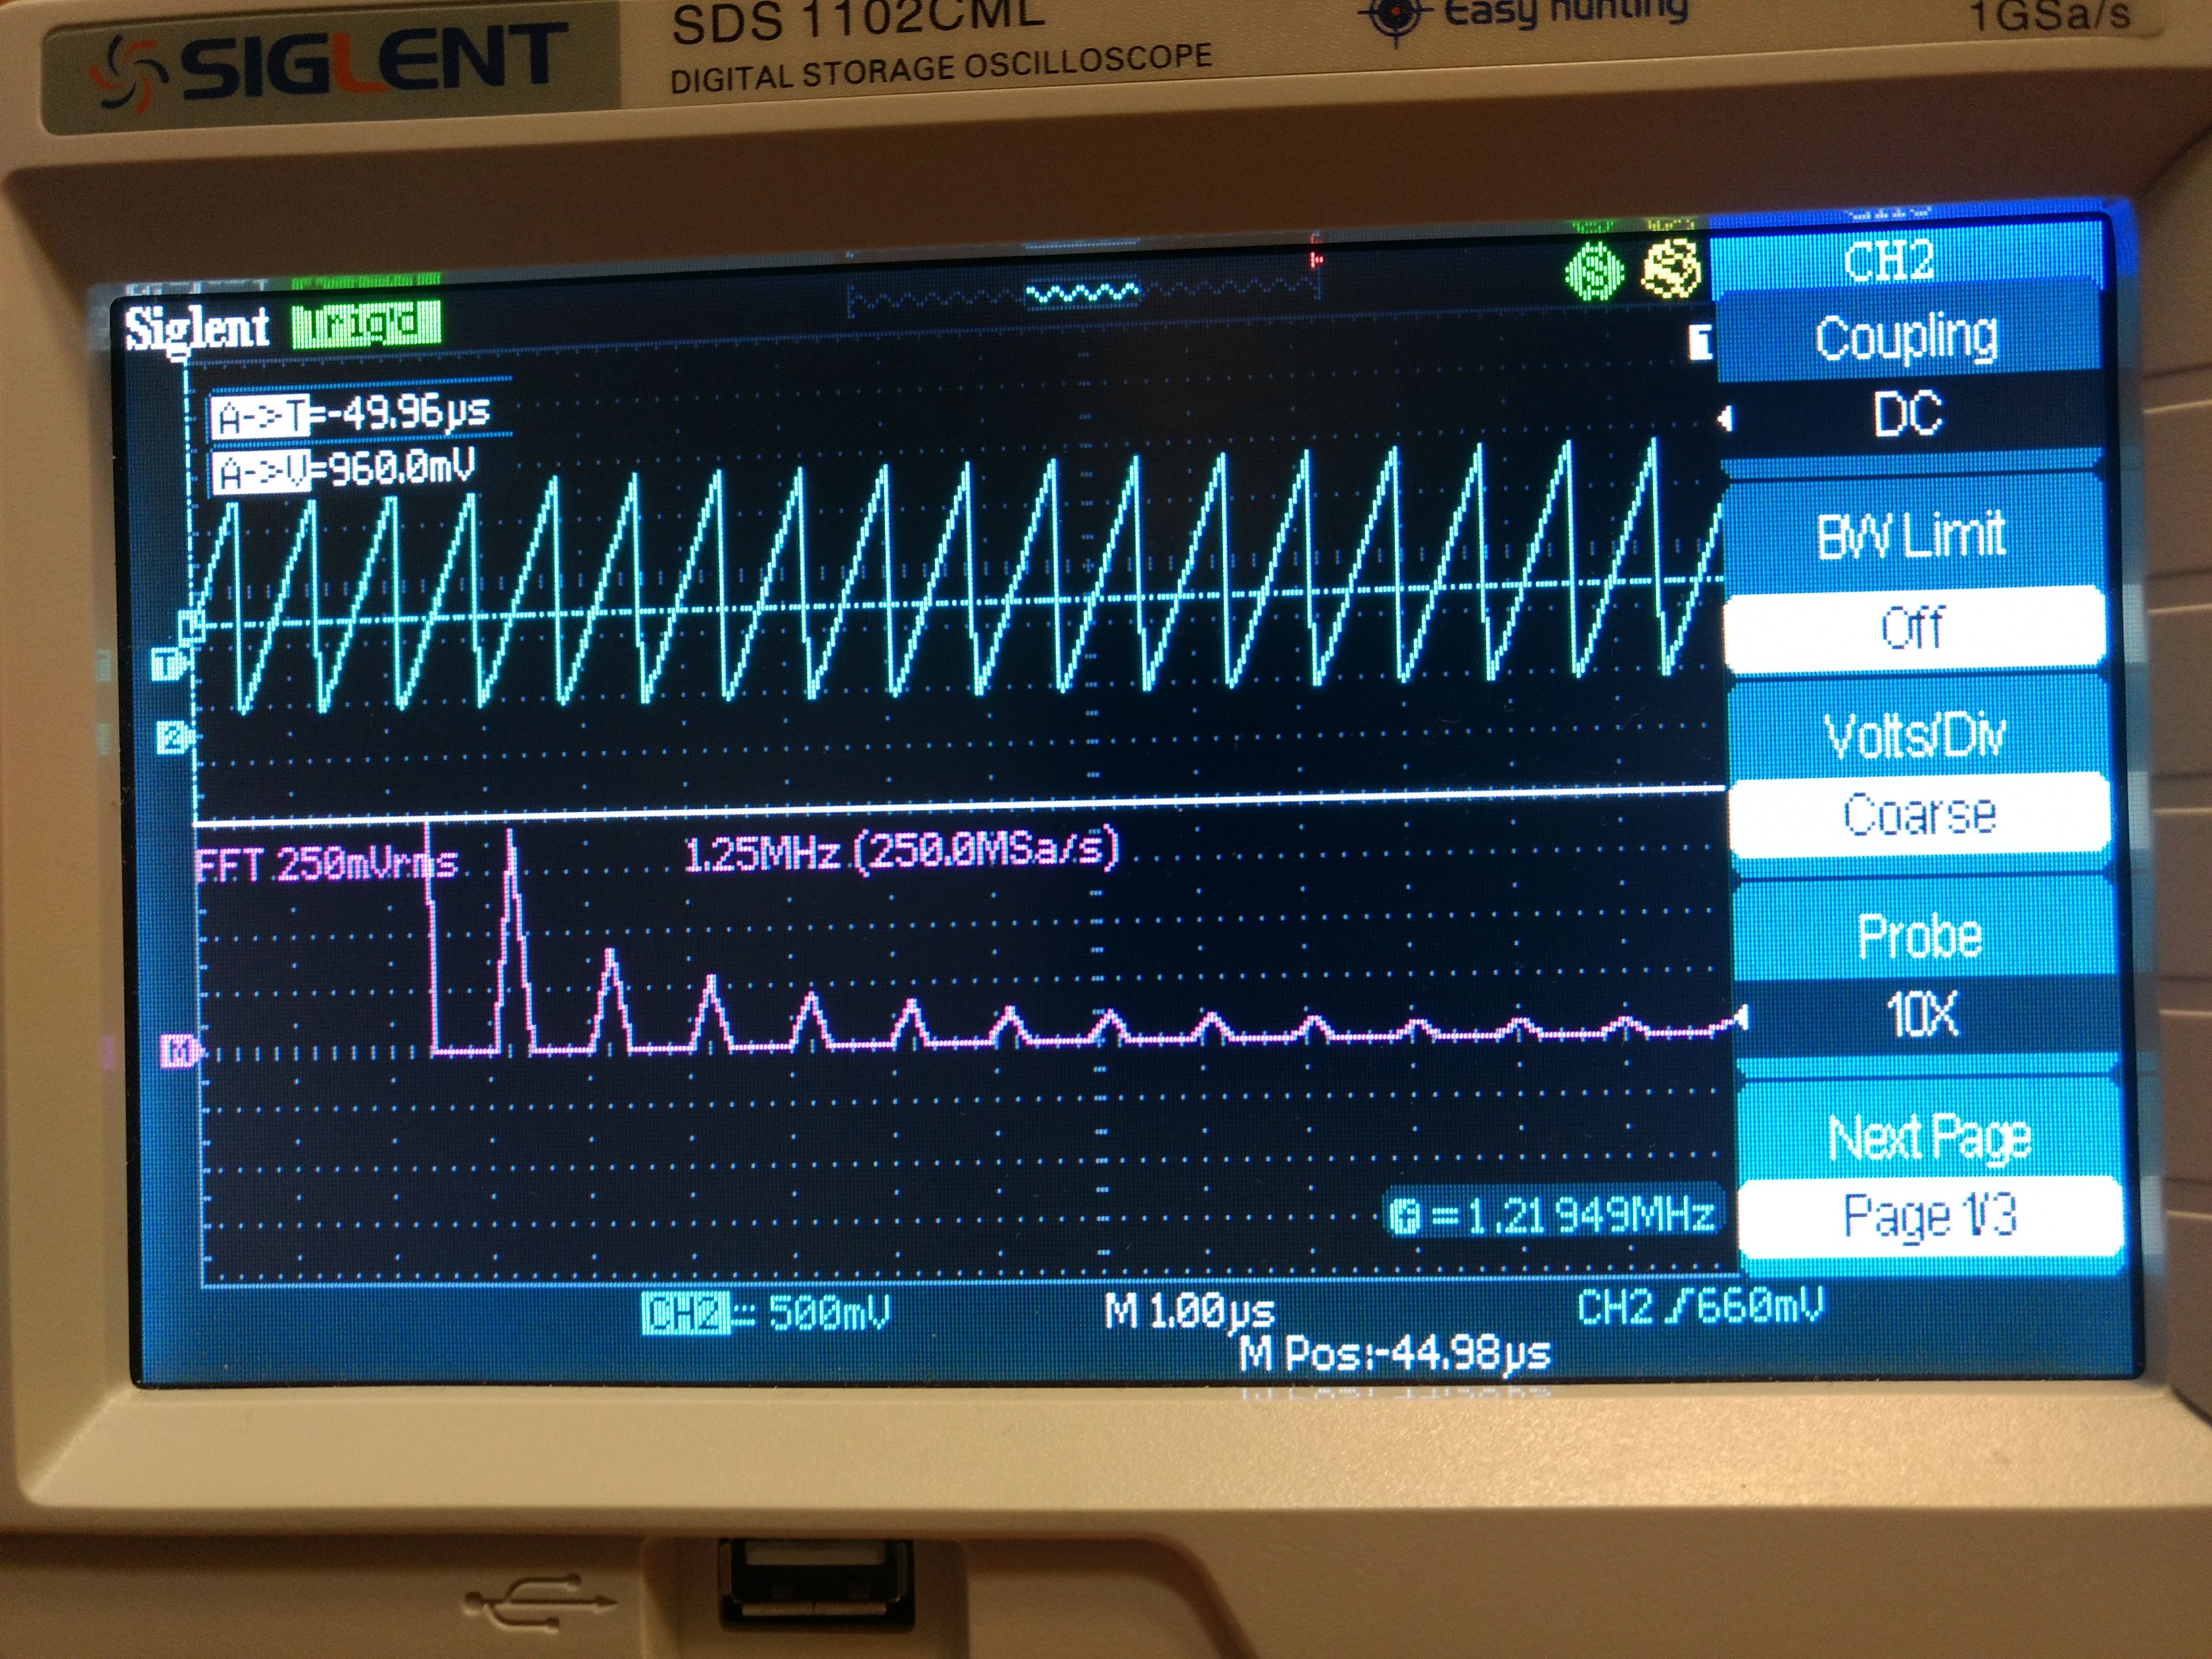 SIGLENT
SDS 1102CML
DIGITAL STORAGE OSCILLOSCOPE
Easy hunting
1GSa/s
Siglent Trig'd
CH2
T
Coupling
DC
A->T=-49.96µs
A->V=960.0mV
BW Limit
Off
T
2
Volts/Div
Coarse
FFT 250mVrms 1.25MHz (250.0MSa/s)
Probe
10X
M
Next Page
Page 1/3
=1.21949MHz
CH2 500mV M 1.00µs CH2 660mV
M Pos:-44.98µs